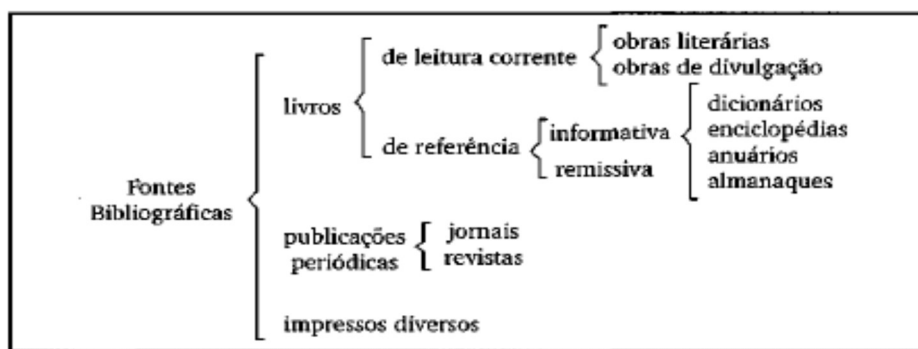 Fontes
Bibliográficas
livros
de leitura corrente
obras literárias
obras de divulgação
de referência
informativa
remissiva
dicionários
enciclopédias
anuários
almanaques
publicações
periódicas
jornais
revistas
impressos diversos